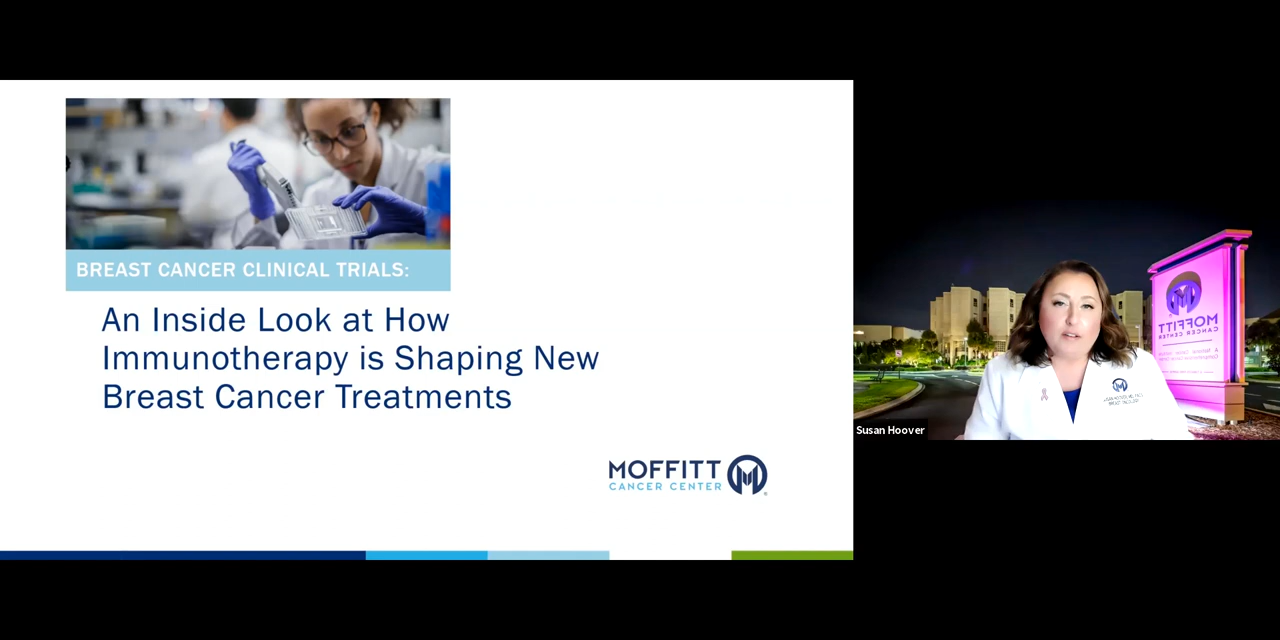 BREAST CANCER CLINICAL TRIALS:
An Inside Look at How
Immunotherapy is Shaping New
Breast Cancer Treatments
MOFFITT
CANCER CENTER
®
MOFFITT
CANCER CENTER
Susan Hoover